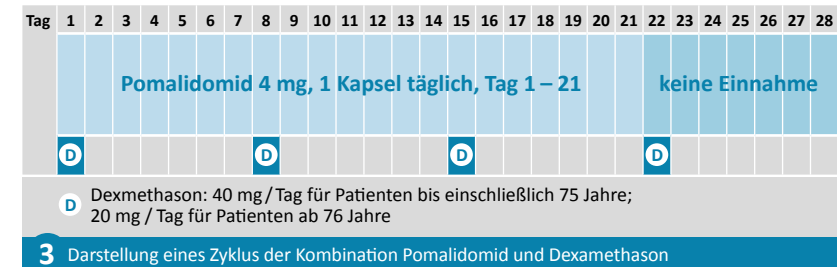 Tag 1 2 3 4 5 6 7 8 9 10 11 12 13 14 15 16 17 18 19 20 21 22 23 24 25 26 27 28
Pomalidomid 4 mg, 1 Kapsel täglich, Tag 1 – 21 keine Einnahme
D D D D
D Dexmethason: 40 mg / Tag für Patienten bis einschließlich 75 Jahre;
20 mg / Tag für Patienten ab 76 Jahre
3 Darstellung eines Zyklus der Kombination Pomalidomid und Dexamethason